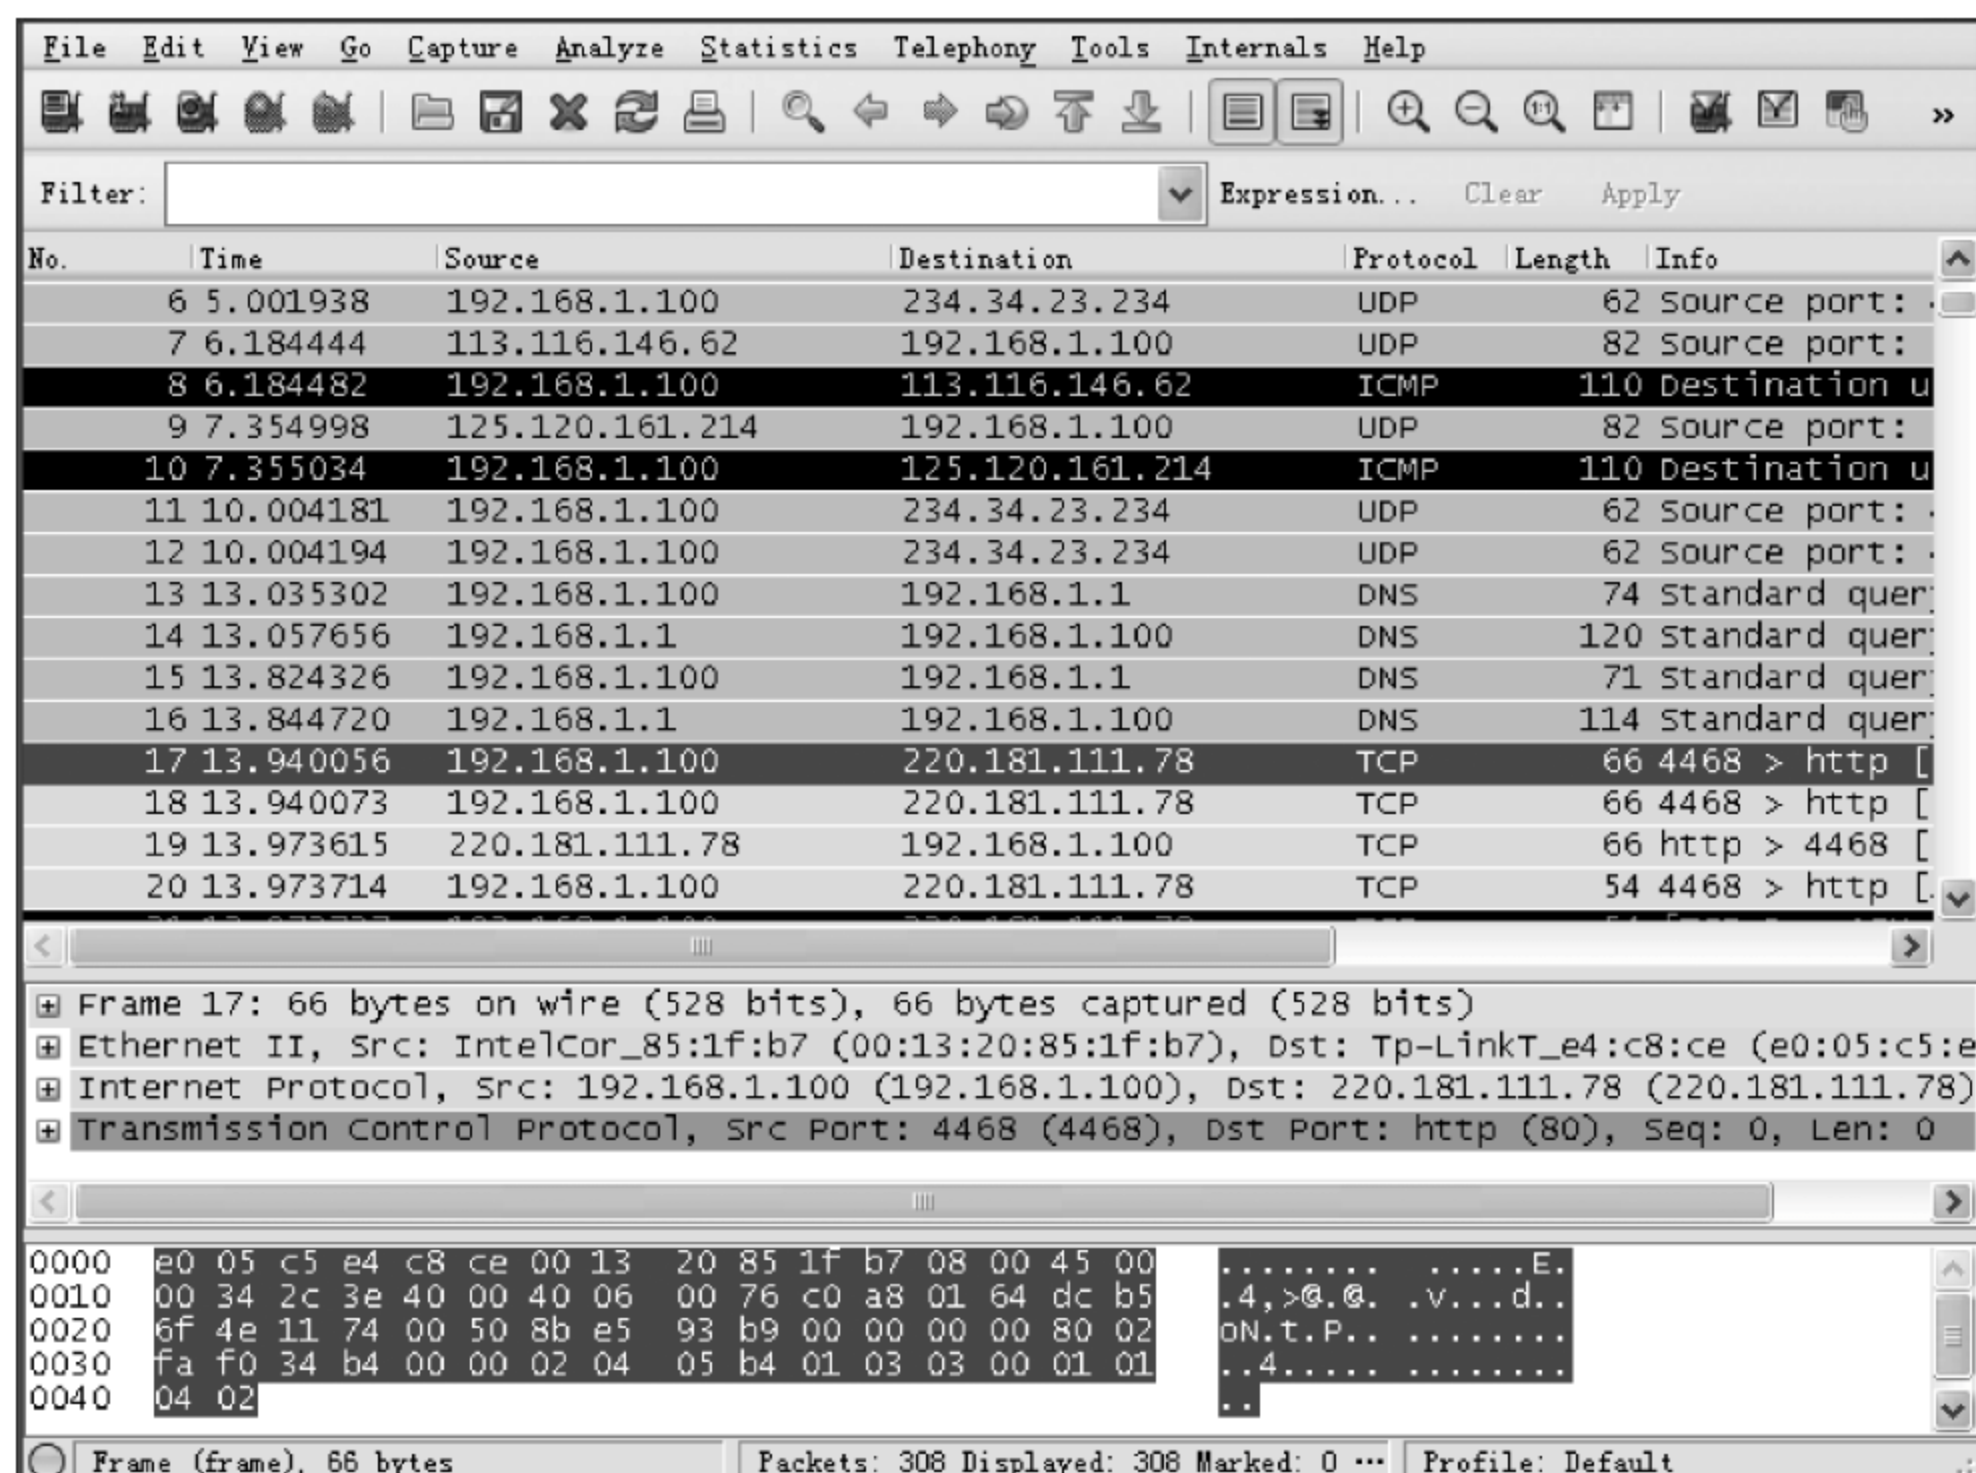 File Edit View Go Capture Analyze Statistics Telephony Tools Internals Help
Filter: Expression... Clear Apply
No. Time Source Destination Protocol Length Info
6 5.001938 192.168.1.100 234.34.23.234 UDP 62 Source port:
7 6.184444 113.116.146.62 192.168.1.100 UDP 82 Source port:
8 6.184482 192.168.1.100 113.116.146.62 ICMP 110 Destination u
9 7.354998 125.120.161.214 192.168.1.100 UDP 82 Source port:
10 7.355034 192.168.1.100 125.120.161.214 ICMP 110 Destination u
11 10.004181 192.168.1.100 234.34.23.234 UDP 62 Source port:
12 10.004194 192.168.1.100 234.34.23.234 UDP 62 Source port:
13 13.035302 192.168.1.100 192.168.1.1 DNS 74 Standard quer
14 13.057656 192.168.1.1 192.168.1.100 DNS 120 Standard quer
15 13.824326 192.168.1.100 192.168.1.1 DNS 71 Standard quer
16 13.844720 192.168.1.1 192.168.1.100 DNS 114 Standard quer
17 13.940056 192.168.1.100 220.181.111.78 TCP 66 4468 > http [
18 13.940073 192.168.1.100 220.181.111.78 TCP 66 4468 > http [
19 13.973615 220.181.111.78 192.168.1.100 TCP 66 http > 4468 [
20 13.973714 192.168.1.100 220.181.111.78 TCP 54 4468 > http [
Frame 17: 66 bytes on wire (528 bits), 66 bytes captured (528 bits)
Ethernet II, Src: IntelCor_85:1f:b7 (00:13:20:85:1f:b7), Dst: Tp-LinkT_e4:c8:ce (e0:05:c5:e
Internet Protocol, Src: 192.168.1.100 (192.168.1.100), Dst: 220.181.111.78 (220.181.111.78)
Transmission Control Protocol, Src Port: 4468 (4468), Dst Port: http (80), Seq: 0, Len: 0
0000 e0 05 c5 e4 c8 ce 00 13 20 85 1f b7 08 00 45 00 ........ .....E.
0010 00 34 2c 3e 40 00 40 06 00 76 c0 a8 01 64 dc b5 .4,>@.@. .v...d..
0020 6f 4e 11 74 00 50 8b e5 93 b9 00 00 00 00 80 02 oN.t.P.. ........
0030 fa f0 34 b4 00 00 02 04 05 b4 01 03 03 00 01 01 ..4..... ........
0040 04 02 ..
Frame (frame), 66 bytes Packets: 308 Displayed: 308 Marked: 0 ... Profile: Default